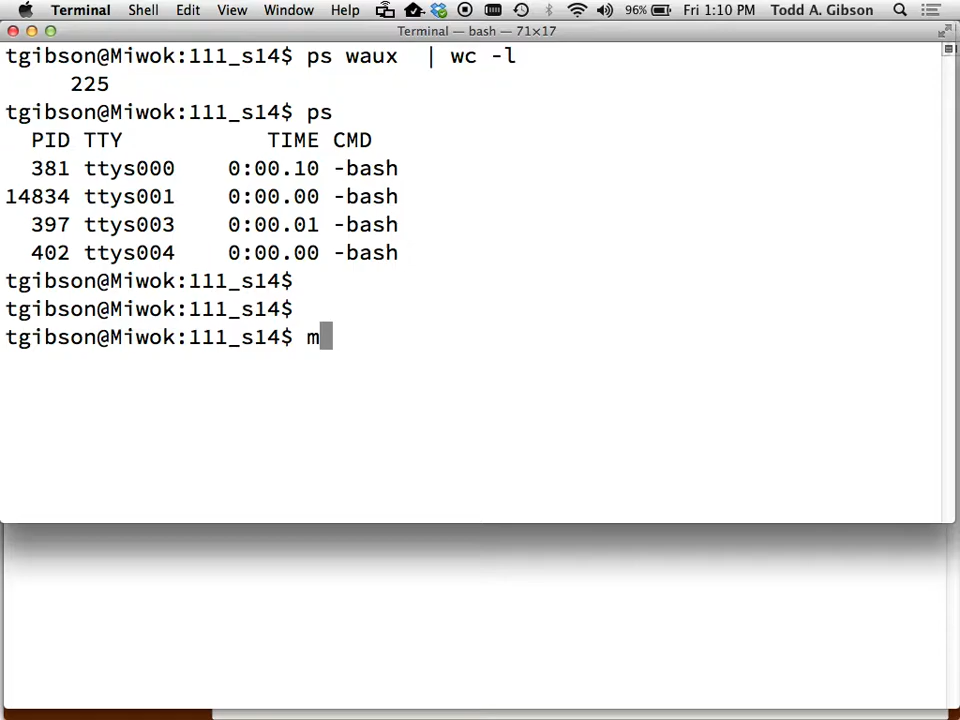 Terminal Shell Edit View Window Help 96% Fri 1:10 PM Todd A. Gibson
Terminal — bash — 71×17
tgibson@Miwok:111_s14$ ps waux  | wc -l
     225
tgibson@Miwok:111_s14$ ps
  PID TTY           TIME CMD
  381 ttys000    0:00.10 -bash
14834 ttys001    0:00.00 -bash
  397 ttys003    0:00.01 -bash
  402 ttys004    0:00.00 -bash
tgibson@Miwok:111_s14$
tgibson@Miwok:111_s14$
tgibson@Miwok:111_s14$ m